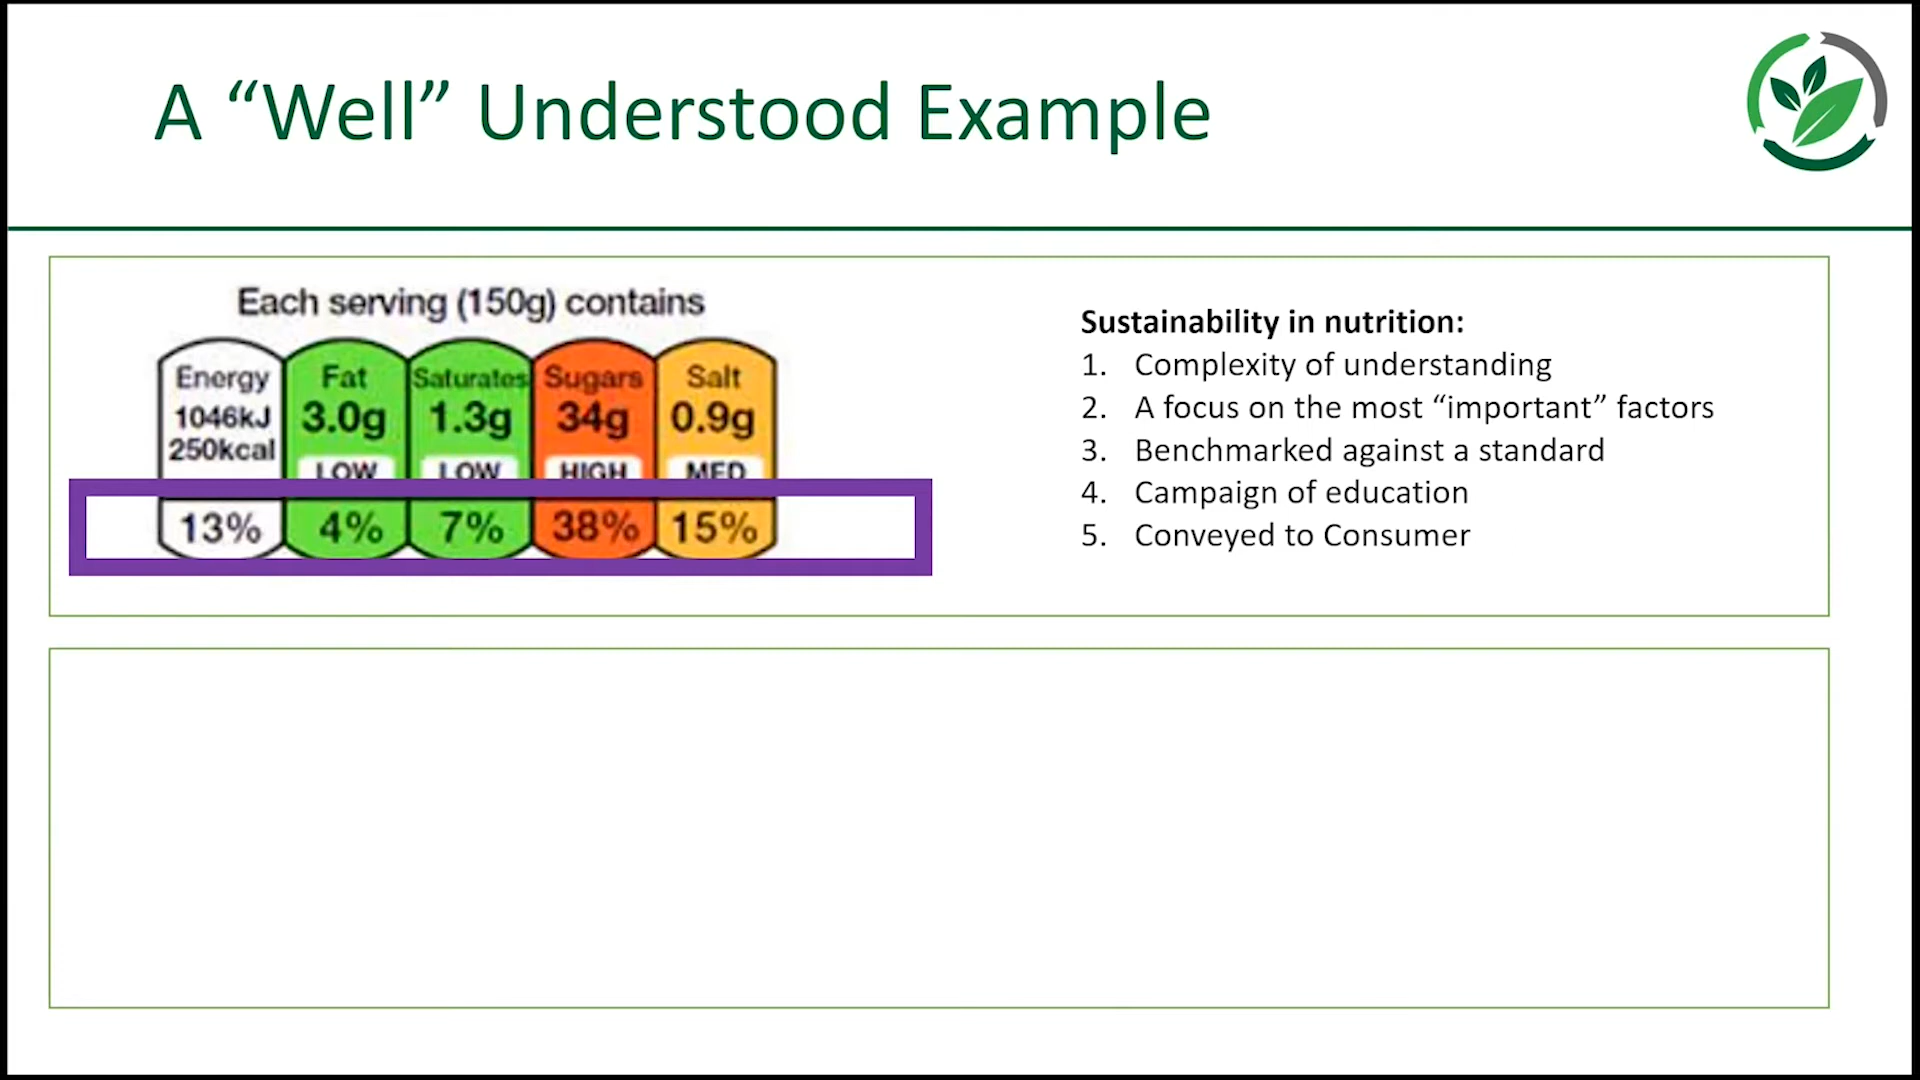 A “Well” Understood Example
Each serving (150g) contains
Energy Fat Saturates Sugars Salt
1046kJ 3.0g 1.3g 34g 0.9g
250kcal
LOW LOW HIGH MED
13% 4% 7% 38% 15%
Sustainability in nutrition:
1. Complexity of understanding
2. A focus on the most “important” factors
3. Benchmarked against a standard
4. Campaign of education
5. Conveyed to Consumer